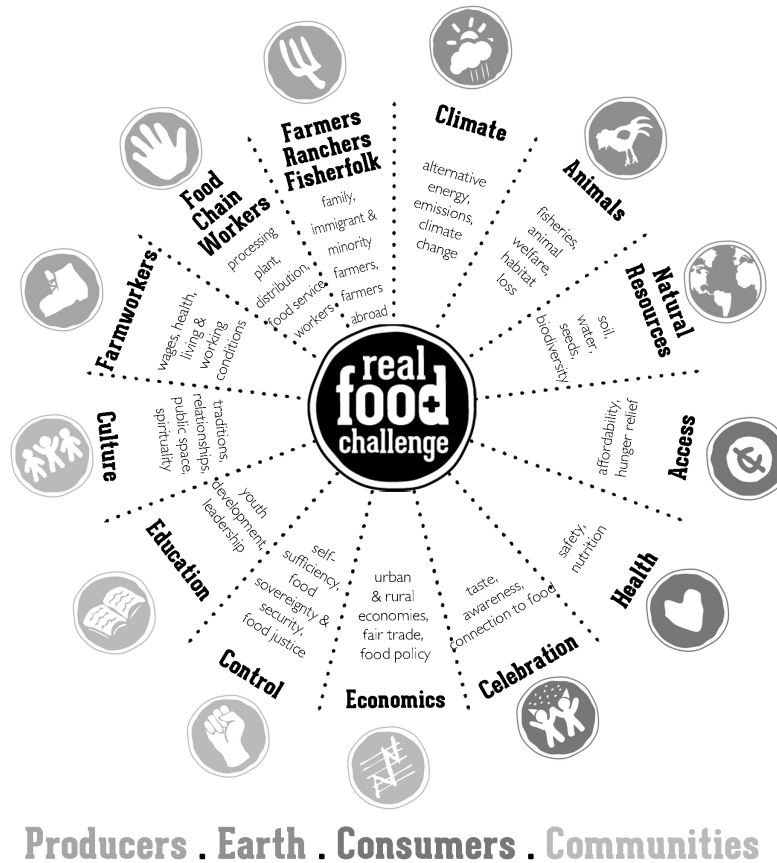 real
food
challenge
Climate
alternative
energy,
emissions,
climate
change
Animals
fisheries,
animal
welfare,
habitat
loss
Natural
Resources
soil,
water,
seeds,
biodiversity
Access
affordability,
hunger relief
Health
safety,
nutrition
Celebration
taste,
awareness,
connection to food
Economics
urban
& rural
economies,
fair trade,
food policy
Control
self-
sufficiency,
food
sovereignty &
security,
food justice
Education
youth
development,
leadership
Culture
traditions,
relationships,
public space,
spirituality
Farmworkers
wages, health,
living &
working
conditions
Food
Chain
Workers
processing
plant,
distribution,
food service
workers
Farmers
Ranchers
Fisherfolk
family,
immigrant &
minority
farmers,
farmers
abroad
Producers . Earth . Consumers . Communities